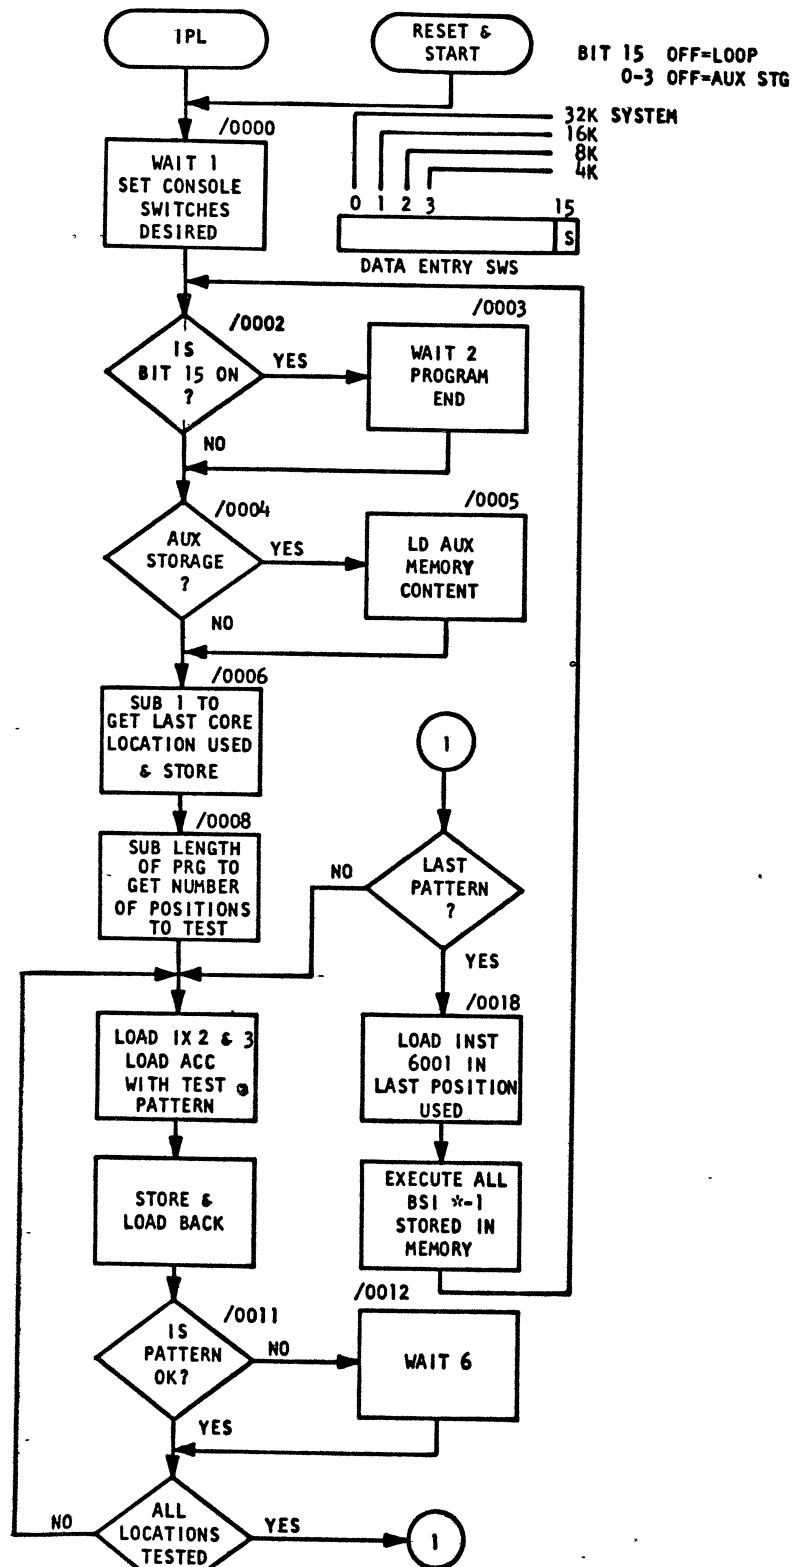 IPL
RESET &
START
BIT 15 OFF=LOOP
0-3 OFF=AUX STG
/0000
WAIT 1
SET CONSOLE
SWITCHES
DESIRED
32K SYSTEM
16K
8K
4K
0 1 2 3 15
S
DATA ENTRY SWS
/0002
IS
BIT 15 ON
?
YES
NO
/0003
WAIT 2
PROGRAM
END
/0004
AUX
STORAGE
?
YES
NO
/0005
LD AUX
MEMORY
CONTENT
/0006
SUB 1 TO
GET LAST CORE
LOCATION USED
& STORE
/0008
SUB LENGTH
OF PRG TO
GET NUMBER
OF POSITIONS
TO TEST
1
LAST
PATTERN
?
NO
YES
LOAD IX2 & 3
LOAD ACC
WITH TEST
PATTERN
/0018
LOAD INST
6001 IN
LAST POSITION
USED
STORE &
LOAD BACK
EXECUTE ALL
BSI *-1
STORED IN
MEMORY
/0011
IS
PATTERN
OK?
NO
YES
/0012
WAIT 6
ALL
LOCATIONS
TESTED
NO
YES
1